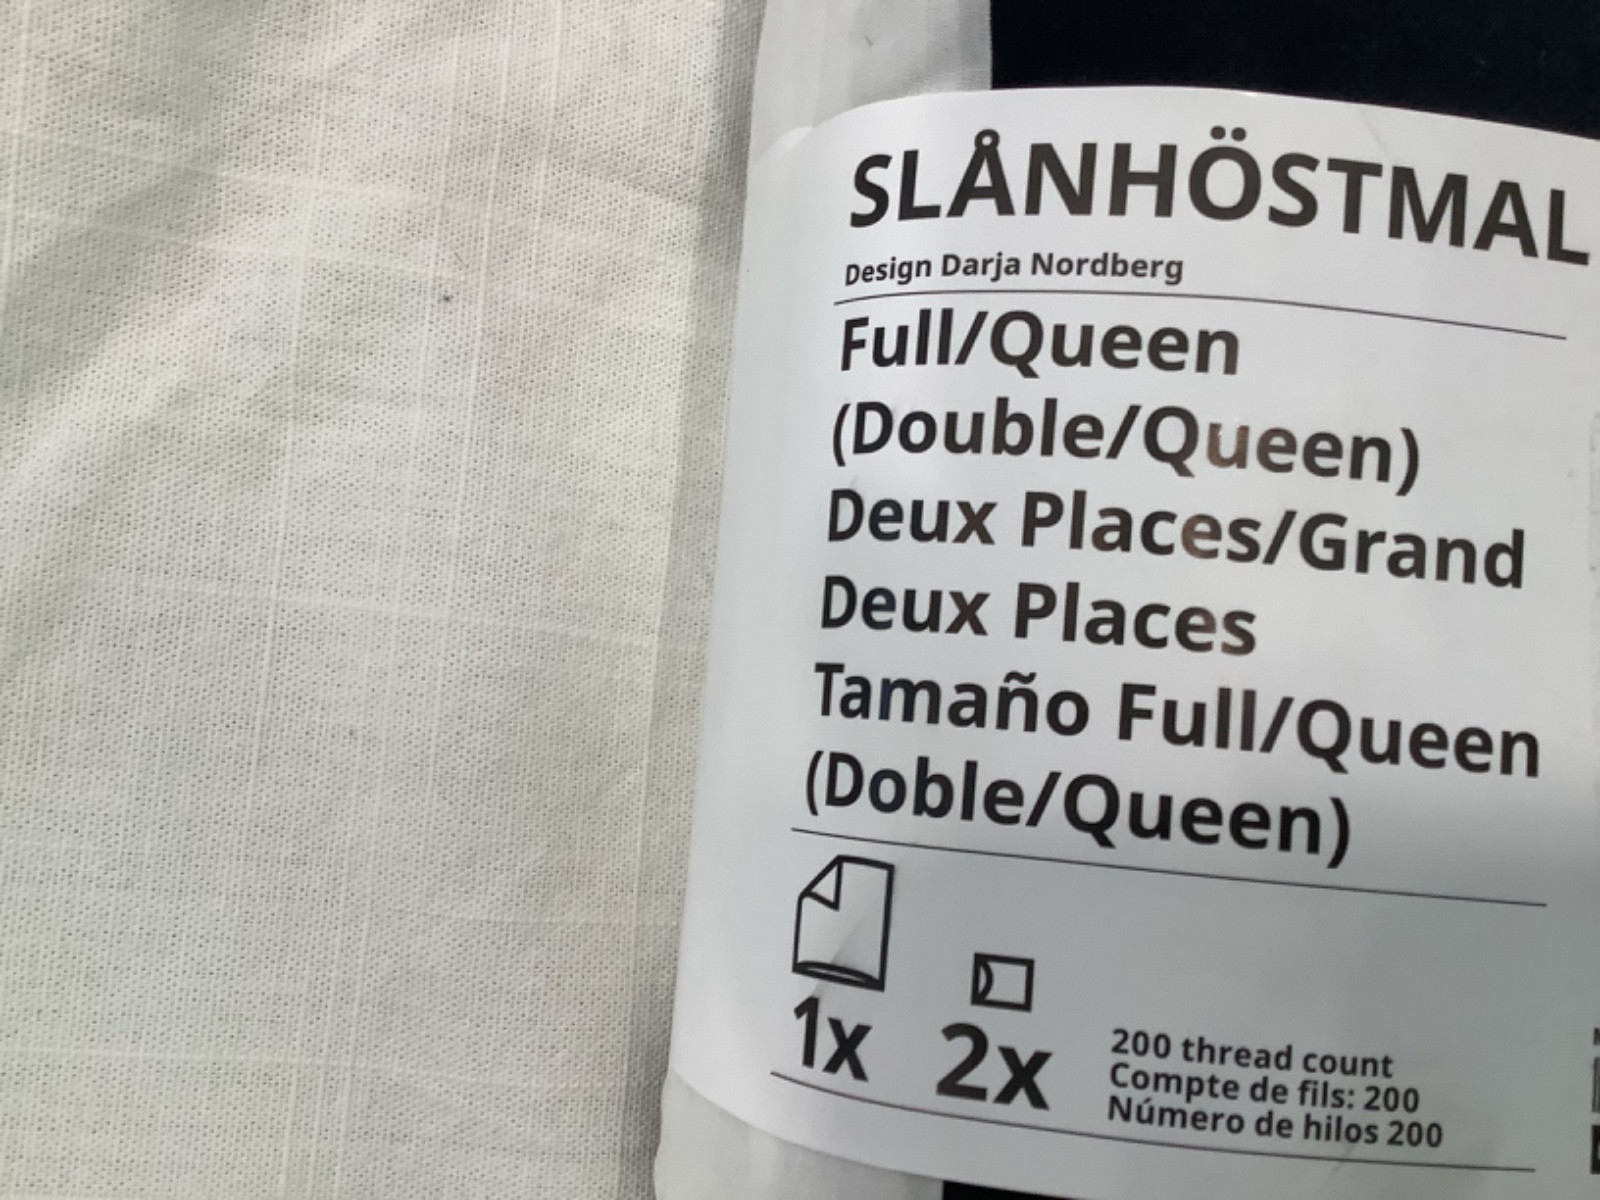 SLÅNHÖSTMAL
Design Darja Nordberg
Full/Queen
(Double/Queen)
Deux Places/Grand
Deux Places
Tamaño Full/Queen
(Doble/Queen)
1x
2x
200 thread count
Compte de fils: 200
Número de hilos 200